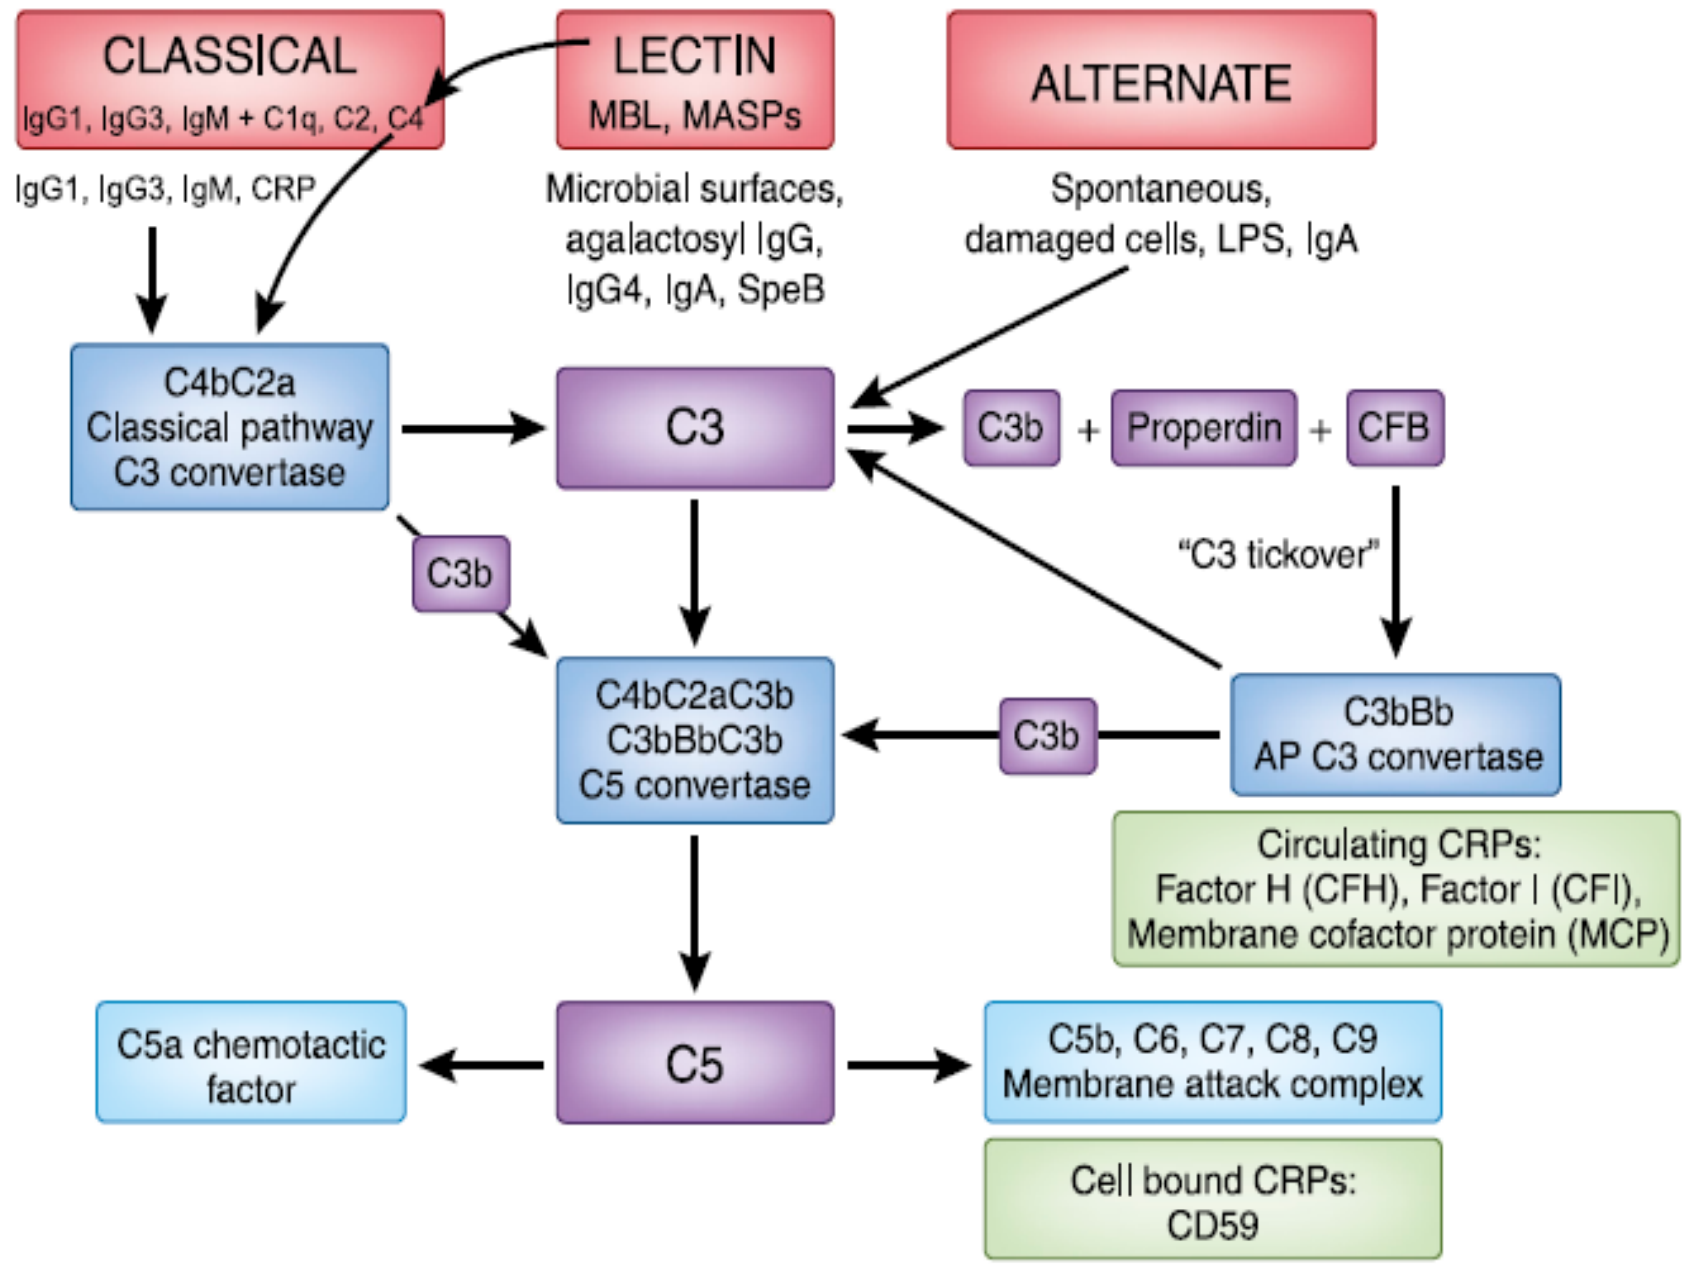 CLASSICAL
IgG1, IgG3, IgM + C1q, C2, C4
LECTIN
MBL, MASPs
ALTERNATE
IgG1, IgG3, IgM, CRP
Microbial surfaces,
agalactosyl IgG,
IgG4, IgA, SpeB
Spontaneous,
damaged cells, LPS, IgA
C4bC2a
Classical pathway
C3 convertase
C3
C3b + Properdin + CFB
"C3 tickover"
C3b
C4bC2aC3b
C3bBbC3b
C5 convertase
C3b
C3bBb
AP C3 convertase
Circulating CRPs:
Factor H (CFH), Factor I (CFI),
Membrane cofactor protein (MCP)
C5a chemotactic
factor
C5
C5b, C6, C7, C8, C9
Membrane attack complex
Cell bound CRPs:
CD59